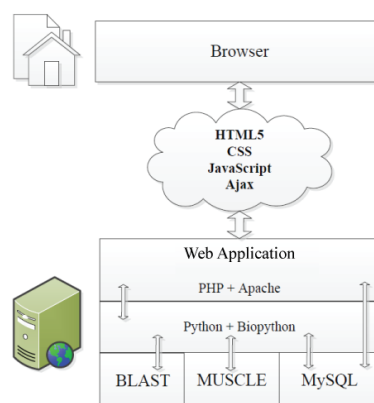 Browser
HTML5
CSS
JavaScript
Ajax
Web Application
PHP + Apache
Python + Biopython
BLAST MUSCLE MySQL